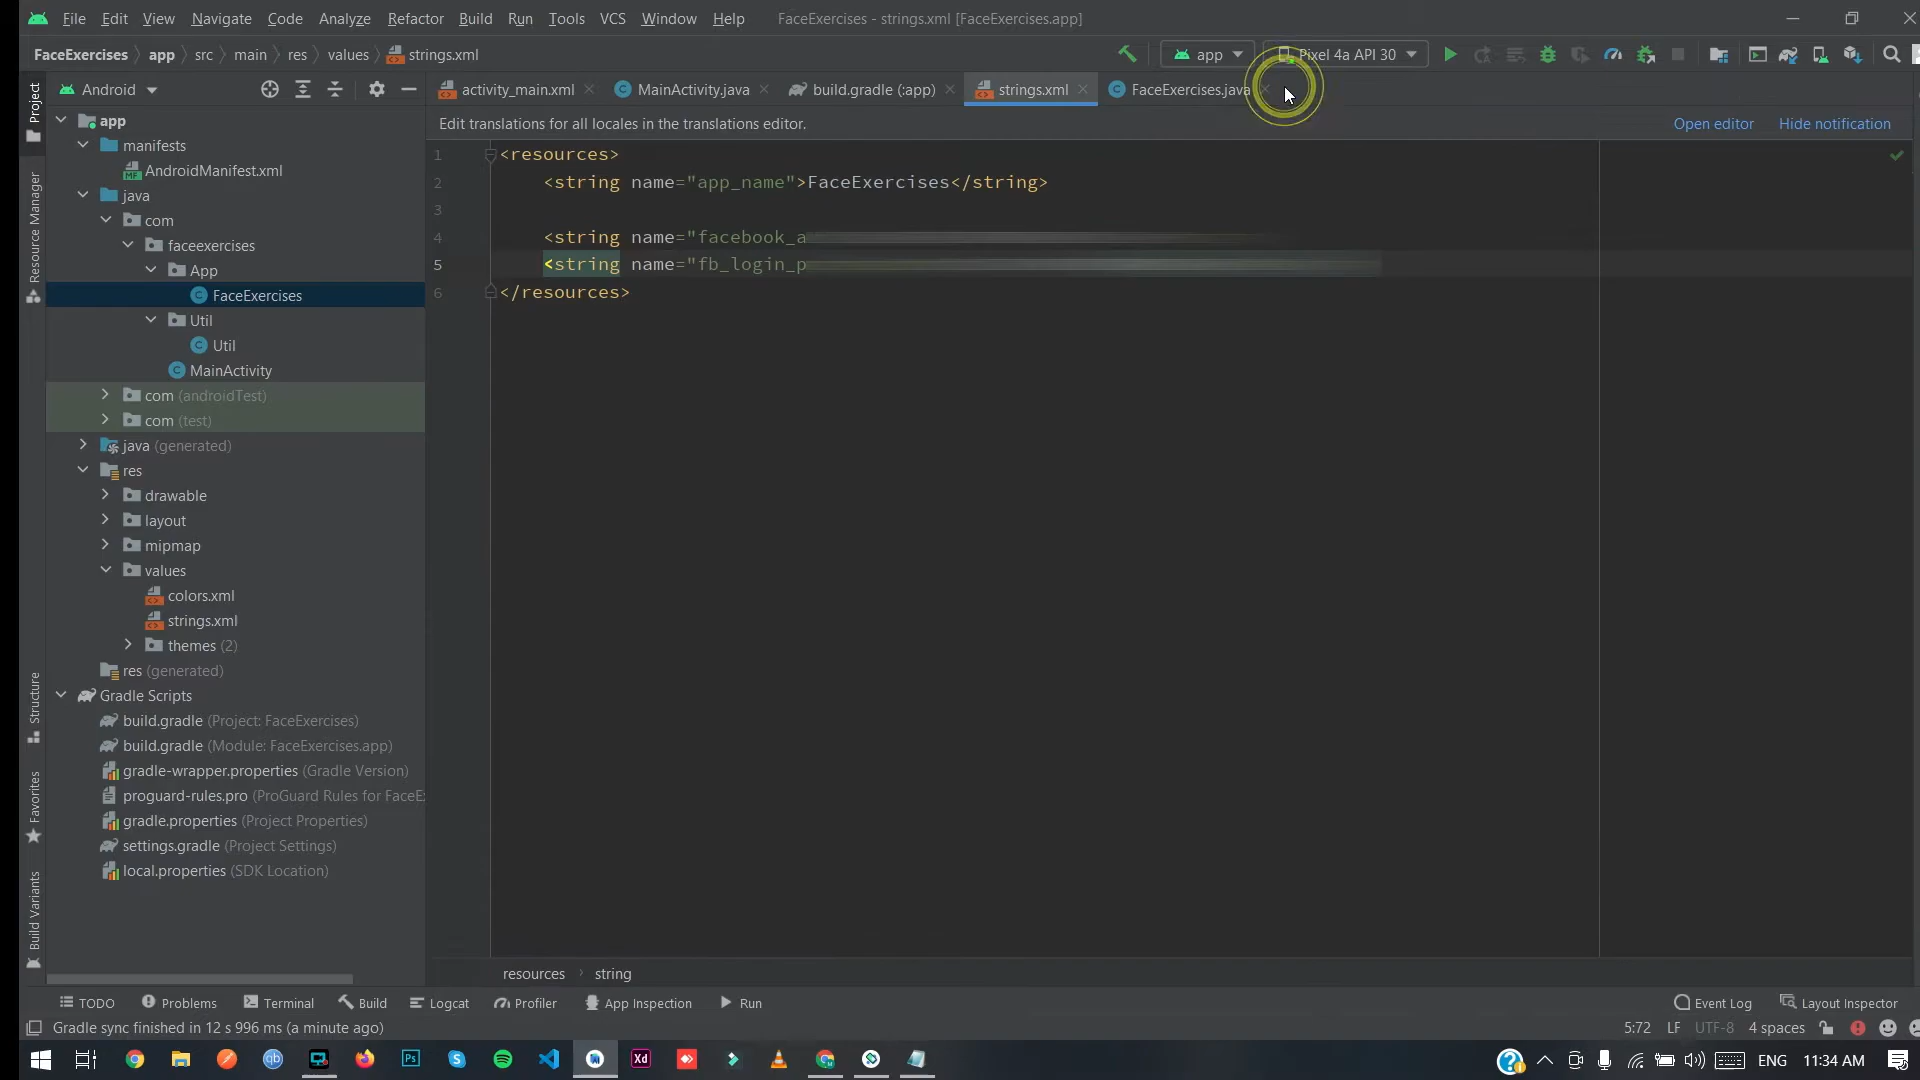 File Edit View Navigate Code Analyze Refactor Build Run Tools VCS Window Help FaceExercises - strings.xml [FaceExercises.app]
FaceExercises app src main res values strings.xml
app Pixel 4a API 30
Android
activity_main.xml MainActivity.java build.gradle (:app) strings.xml FaceExercises.java
Edit translations for all locales in the translations editor. Open editor Hide notification
1 <resources>
2 <string name="app_name">FaceExercises</string>
3
4 <string name="facebook_a
5 <string name="fb_login_p
6 </resources>
Project
Resource Manager
Structure
Favorites
Build Variants
app
manifests
AndroidManifest.xml
java
com
faceexercises
App
FaceExercises
Util
Util
MainActivity
com (androidTest)
com (test)
java (generated)
res
drawable
layout
mipmap
values
colors.xml
strings.xml
themes (2)
res (generated)
Gradle Scripts
build.gradle (Project: FaceExercises)
build.gradle (Module: FaceExercises.app)
gradle-wrapper.properties (Gradle Version)
proguard-rules.pro (ProGuard Rules for FaceE
gradle.properties (Project Properties)
settings.gradle (Project Settings)
local.properties (SDK Location)
resources string
TODO Problems Terminal Build Logcat Profiler App Inspection Run Event Log Layout Inspector
Gradle sync finished in 12 s 996 ms (a minute ago) 5:72 LF UTF-8 4 spaces
ENG 11:34 AM